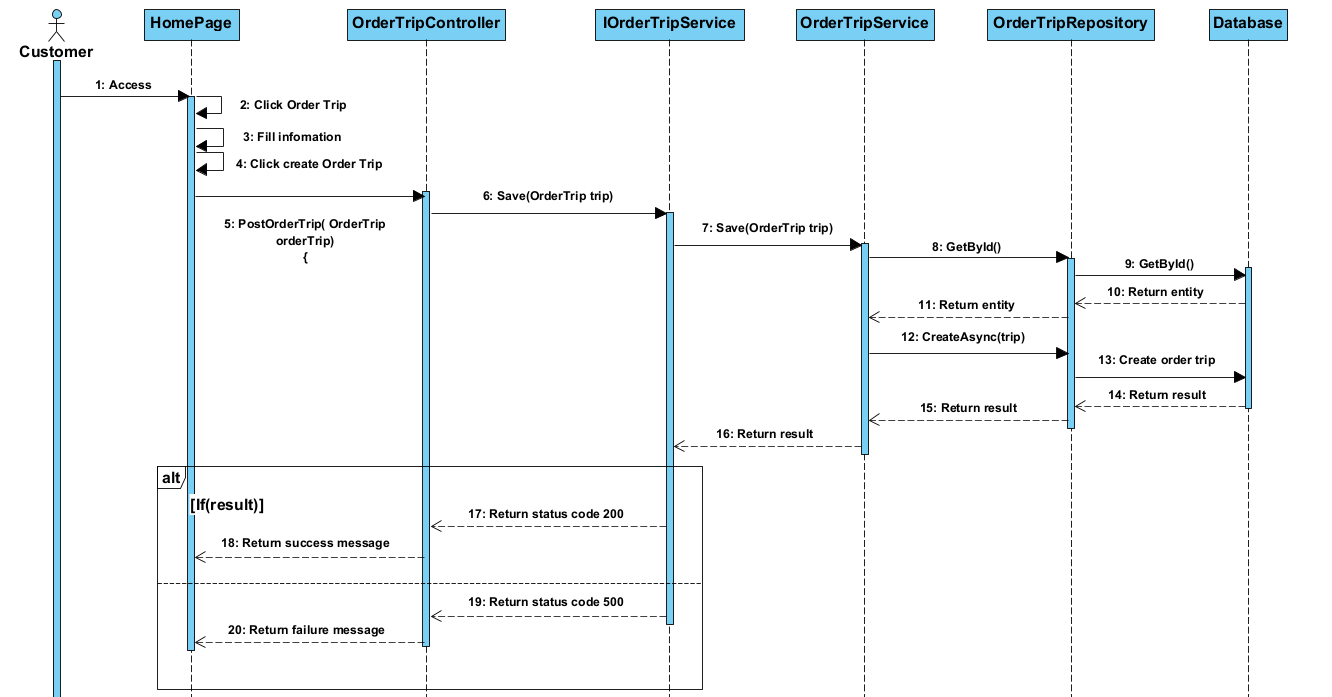 HomePage
OrderTripController
IOrderTripService
OrderTripService
OrderTripRepository
Database
Customer
1: Access
2: Click Order Trip
3: Fill infomation
4: Click create Order Trip
5: PostOrderTrip( OrderTrip
orderTrip)
{
6: Save(OrderTrip trip)
7: Save(OrderTrip trip)
8: GetById()
9: GetById()
10: Return entity
11: Return entity
12: CreateAsync(trip)
13: Create order trip
14: Return result
15: Return result
16: Return result
alt
[If(result)]
17: Return status code 200
18: Return success message
19: Return status code 500
20: Return failure message